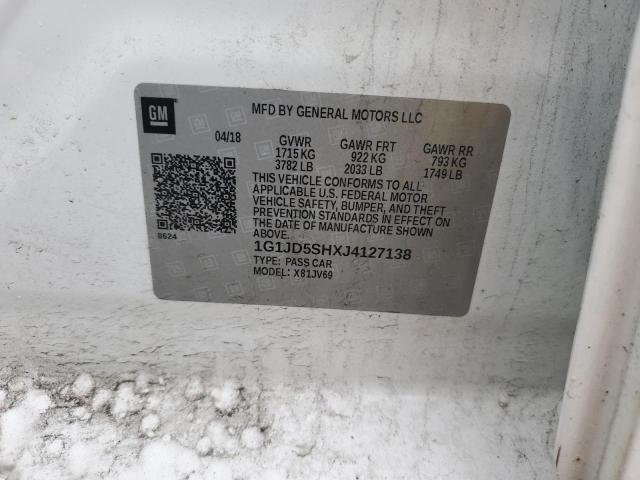 GM
MFD BY GENERAL MOTORS LLC
04/18 GVWR GAWR FRT GAWR RR
1715 KG 922 KG 793 KG
3782 LB 2033 LB 1749 LB
THIS VEHICLE CONFORMS TO ALL
APPLICABLE U.S. FEDERAL MOTOR
VEHICLE SAFETY, BUMPER, AND THEFT
PREVENTION STANDARDS IN EFFECT ON
THE DATE OF MANUFACTURE SHOWN
ABOVE.
8624
1G1JD5SHXJ4127138
TYPE: PASS CAR
MODEL: X81JV69